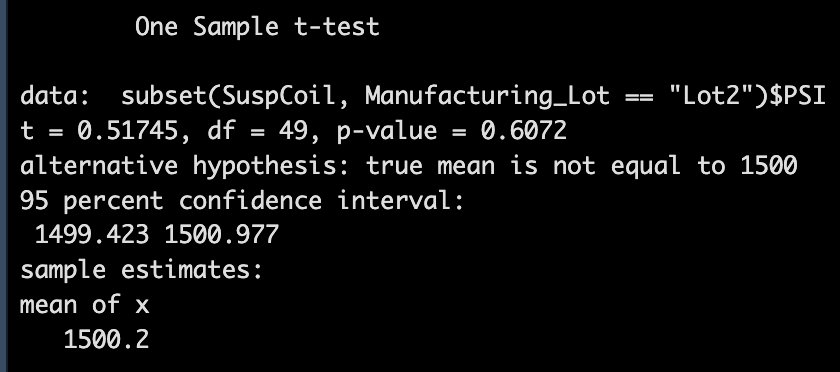 One Sample t-test
data:  subset(SuspCoil, Manufacturing_Lot == "Lot2")$PSI
t = 0.51745, df = 49, p-value = 0.6072
alternative hypothesis: true mean is not equal to 1500
95 percent confidence interval:
1499.423 1500.977
sample estimates:
mean of x
1500.2